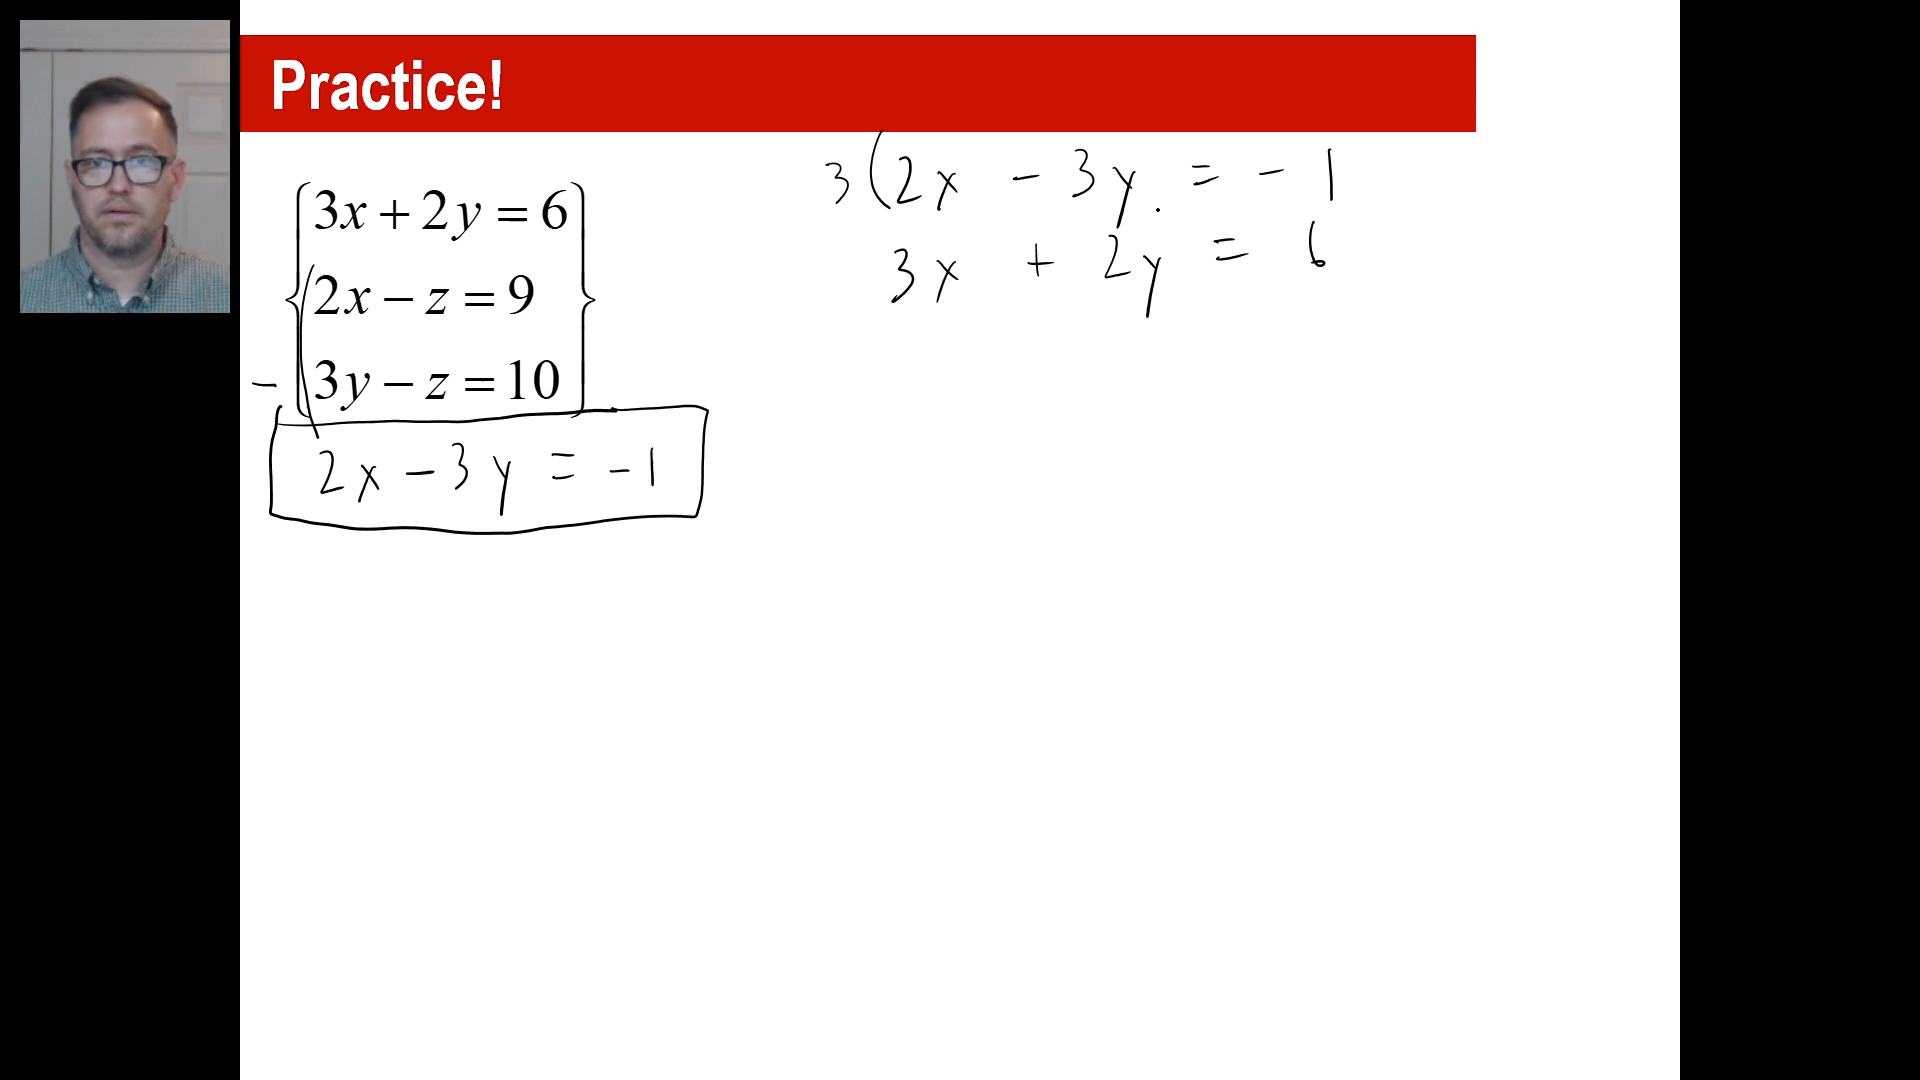 Practice!
3x + 2y = 6
2x − z = 9
− 3y − z = 10
2x − 3y = −1
3(2x − 3y = −1
3x + 2y = 6